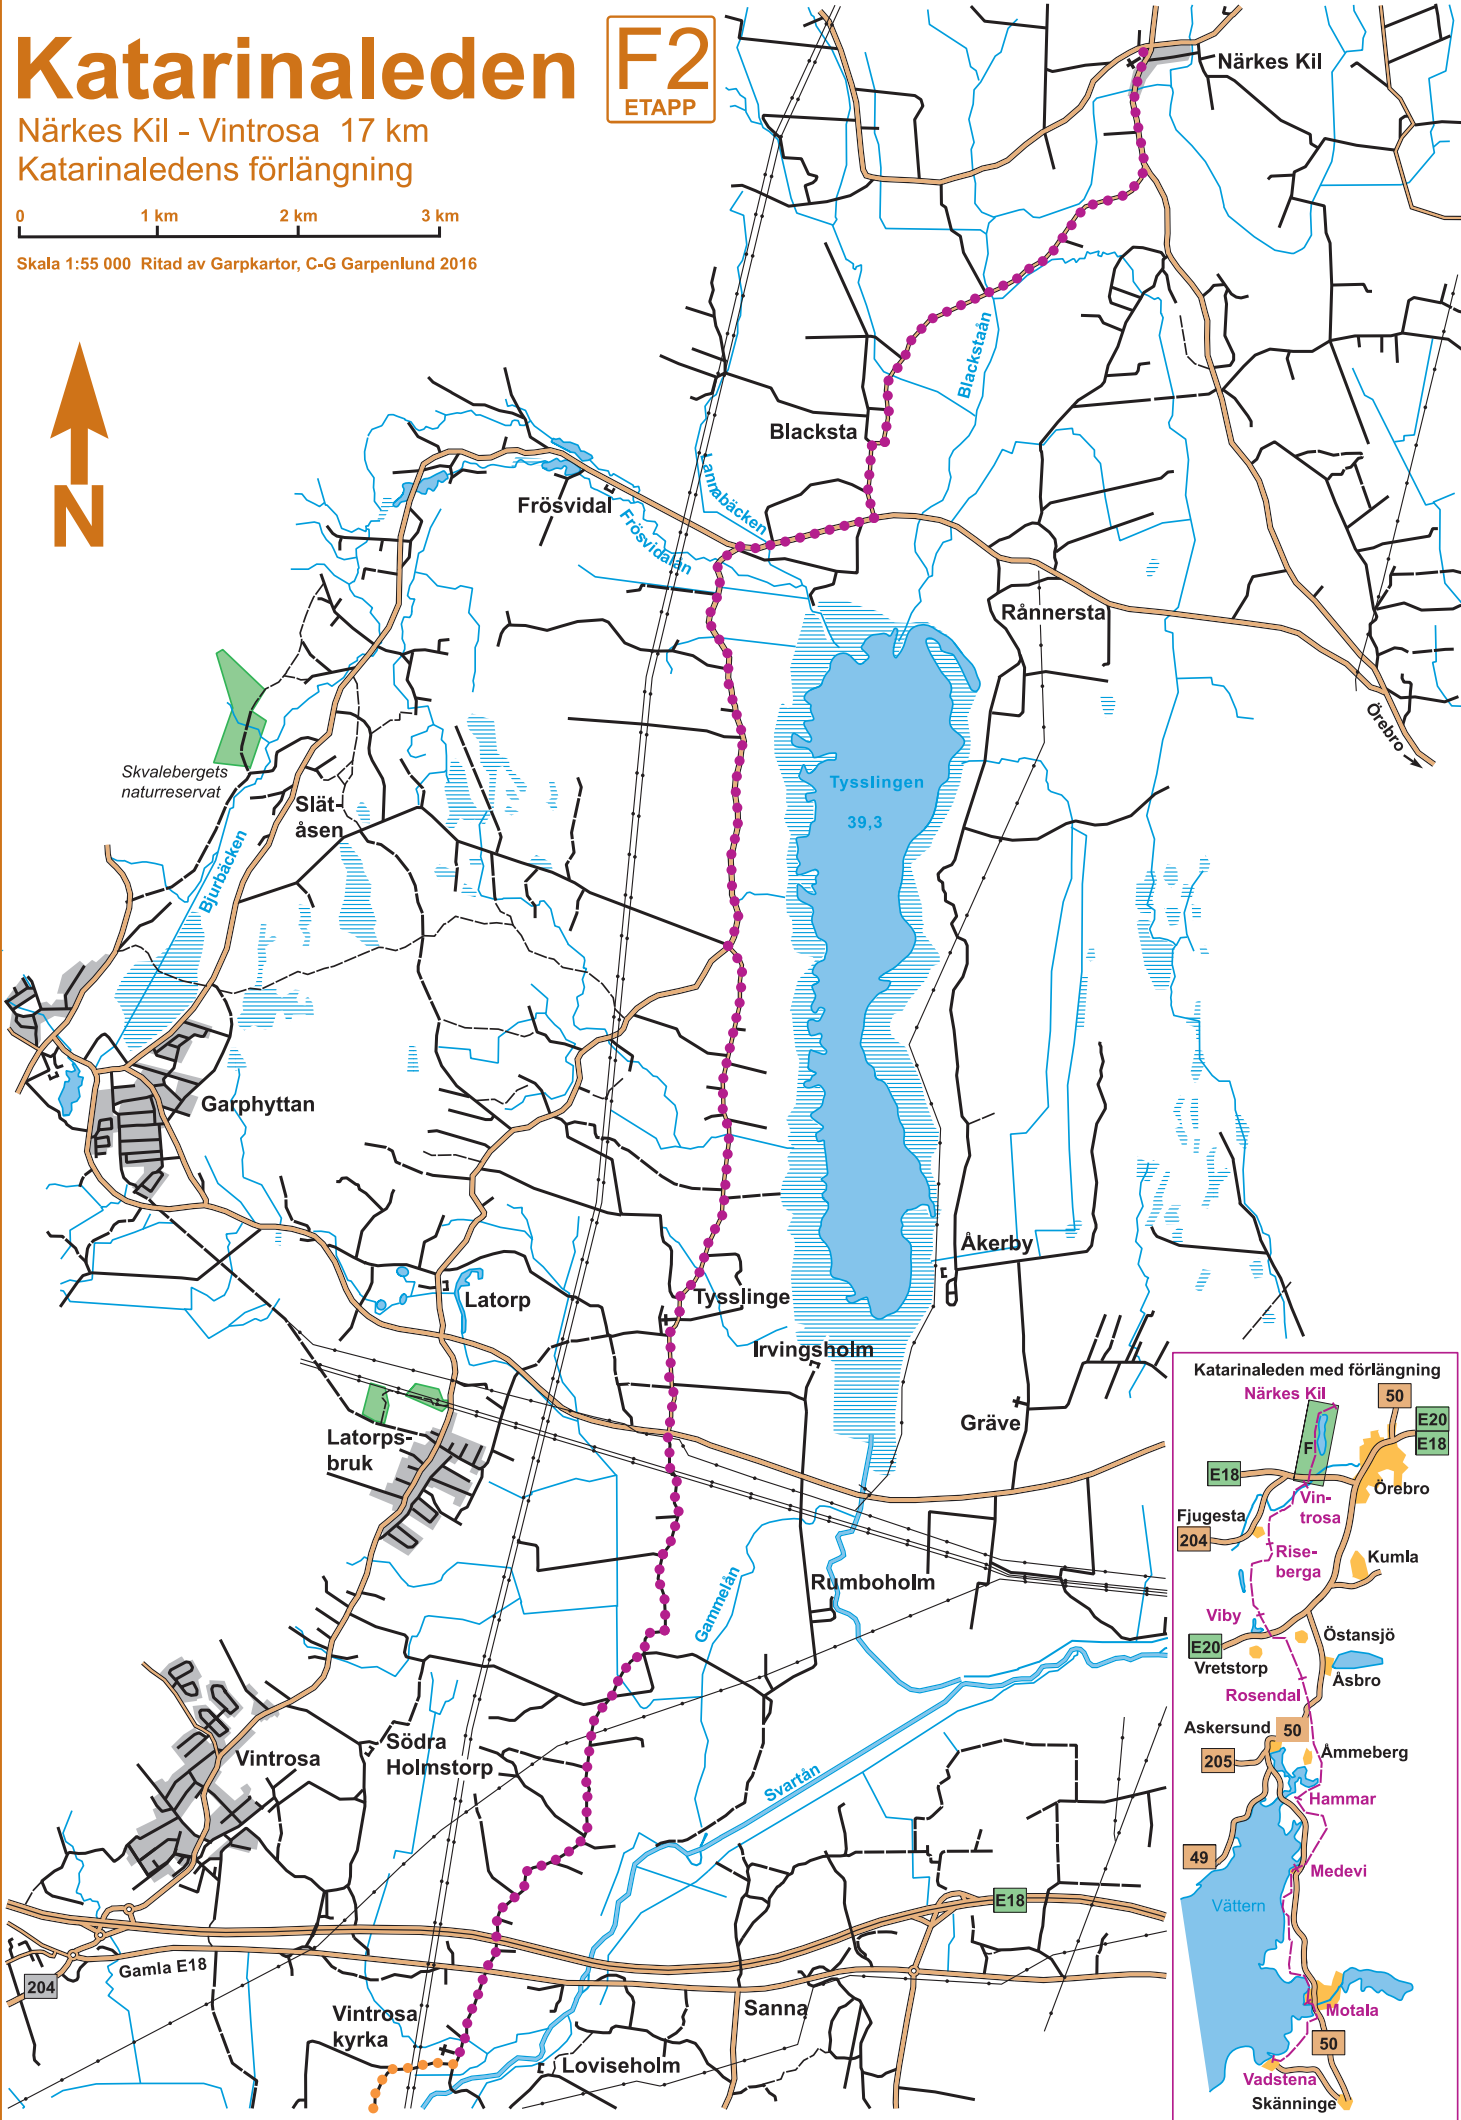 Katarinaleden
F2
ETAPP
Närkes Kil - Vintrosa 17 km
Katarinaledens förlängning
0 1 km 2 km 3 km
Skala 1:55 000 Ritad av Garpkartor, C-G Garpenlund 2016
N
Närkes Kil
Blackstaån
Blacksta
Lannabäcken
Frösvidal
Frösvidalån
Rånnersta
Örebro
Skvalebergets
naturreservat
Slät-
åsen
Tysslingen
39,3
Bjurbäcken
Garphyttan
Åkerby
Latorp
Tysslinge
Irvingsholm
Gräve
Latorps-
bruk
Rumboholm
Gammelån
Södra
Holmstorp
Vintrosa
Svartån
E18
Gamla E18
204
Vintrosa
kyrka
Sanna
Loviseholm
Katarinaleden med förlängning
Närkes Kil
50
E20
E18
F
E18
Örebro
Vin-
trosa
Fjugesta
204
Rise-
berga
Kumla
Viby
E20
Östansjö
Vretstorp
Åsbro
Rosendal
Askersund
50
205
Åmmeberg
Hammar
49
Medevi
Vättern
Motala
50
Vadstena
Skänninge